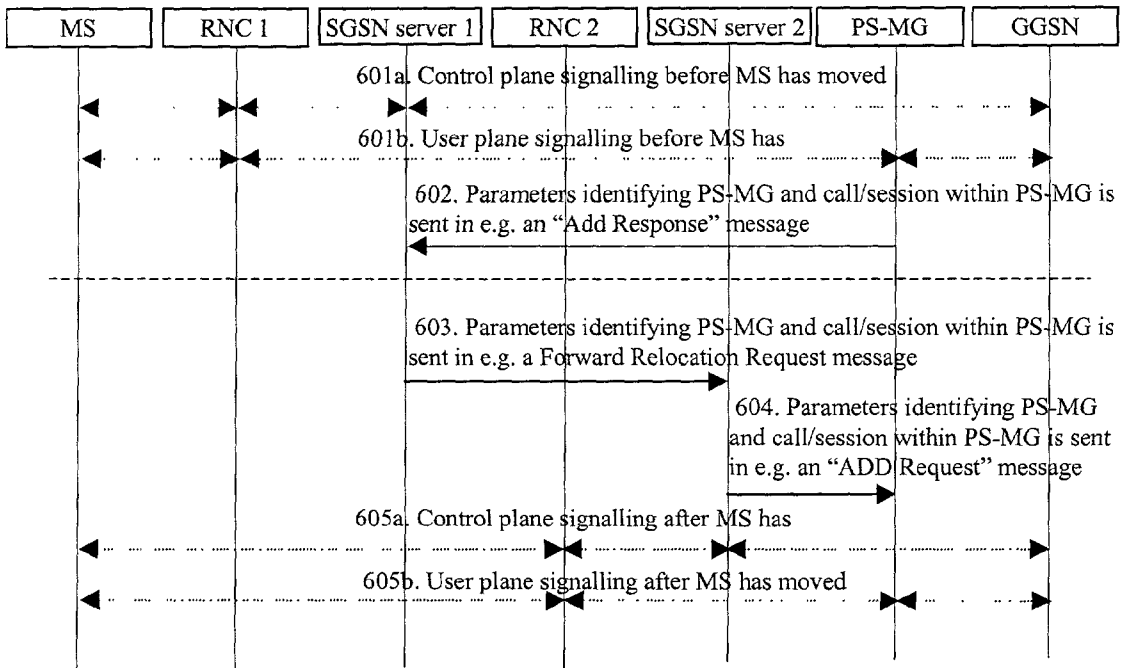 MS RNC 1 SGSN server 1 RNC 2 SGSN server 2 PS-MG GGSN
601a. Control plane signalling before MS has moved
601b. User plane signalling before MS has
602. Parameters identifying PS-MG and call/session within PS-MG is
sent in e.g. an “Add Response” message
603. Parameters identifying PS-MG and call/session within PS-MG is
sent in e.g. a Forward Relocation Request message
604. Parameters identifying PS-MG
and call/session within PS-MG is sent
in e.g. an “ADD Request” message
605a. Control plane signalling after MS has
605b. User plane signalling after MS has moved